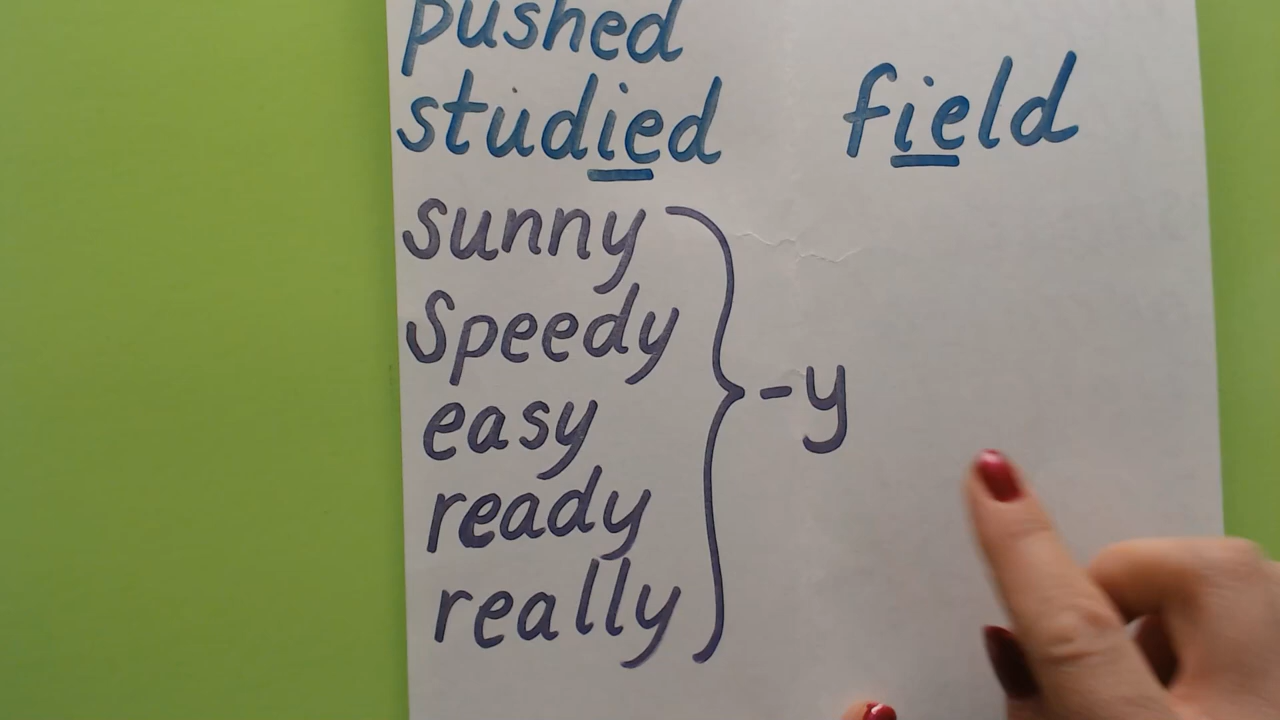 pushed
studied field
sunny
Speedy
easy
-y
ready
really